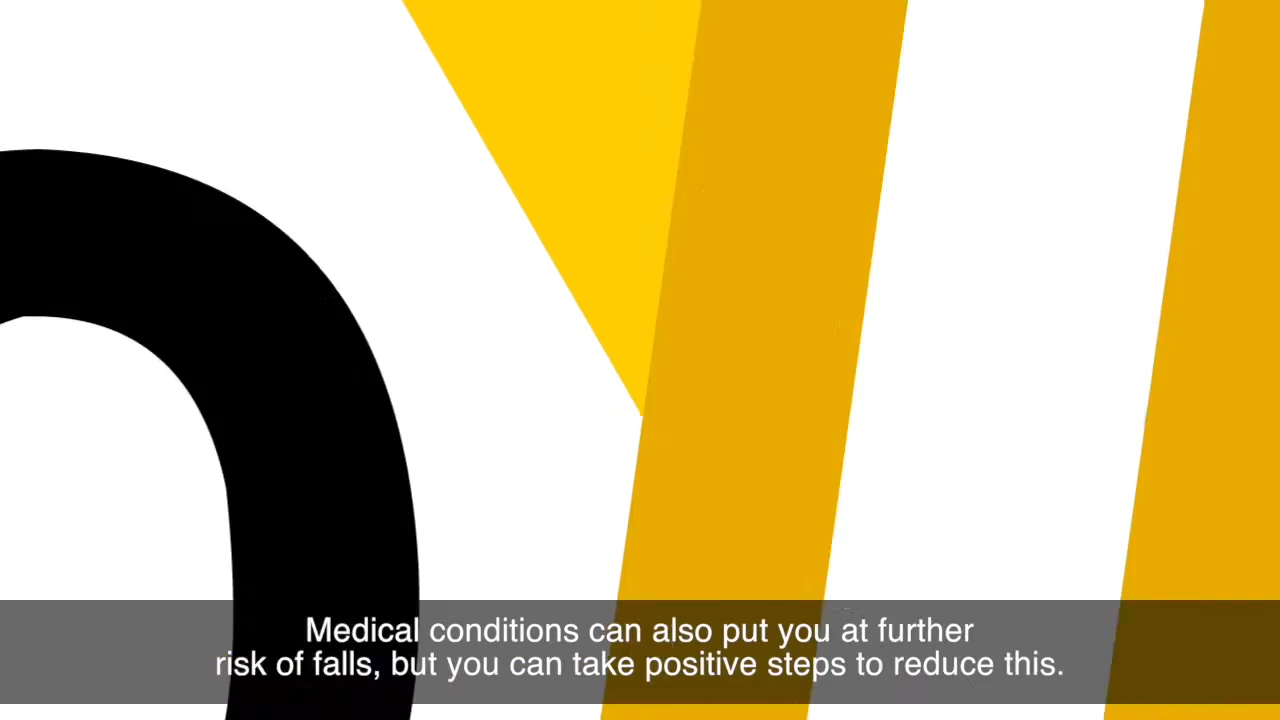 Medical conditions can also put you at further
risk of falls, but you can take positive steps to reduce this.